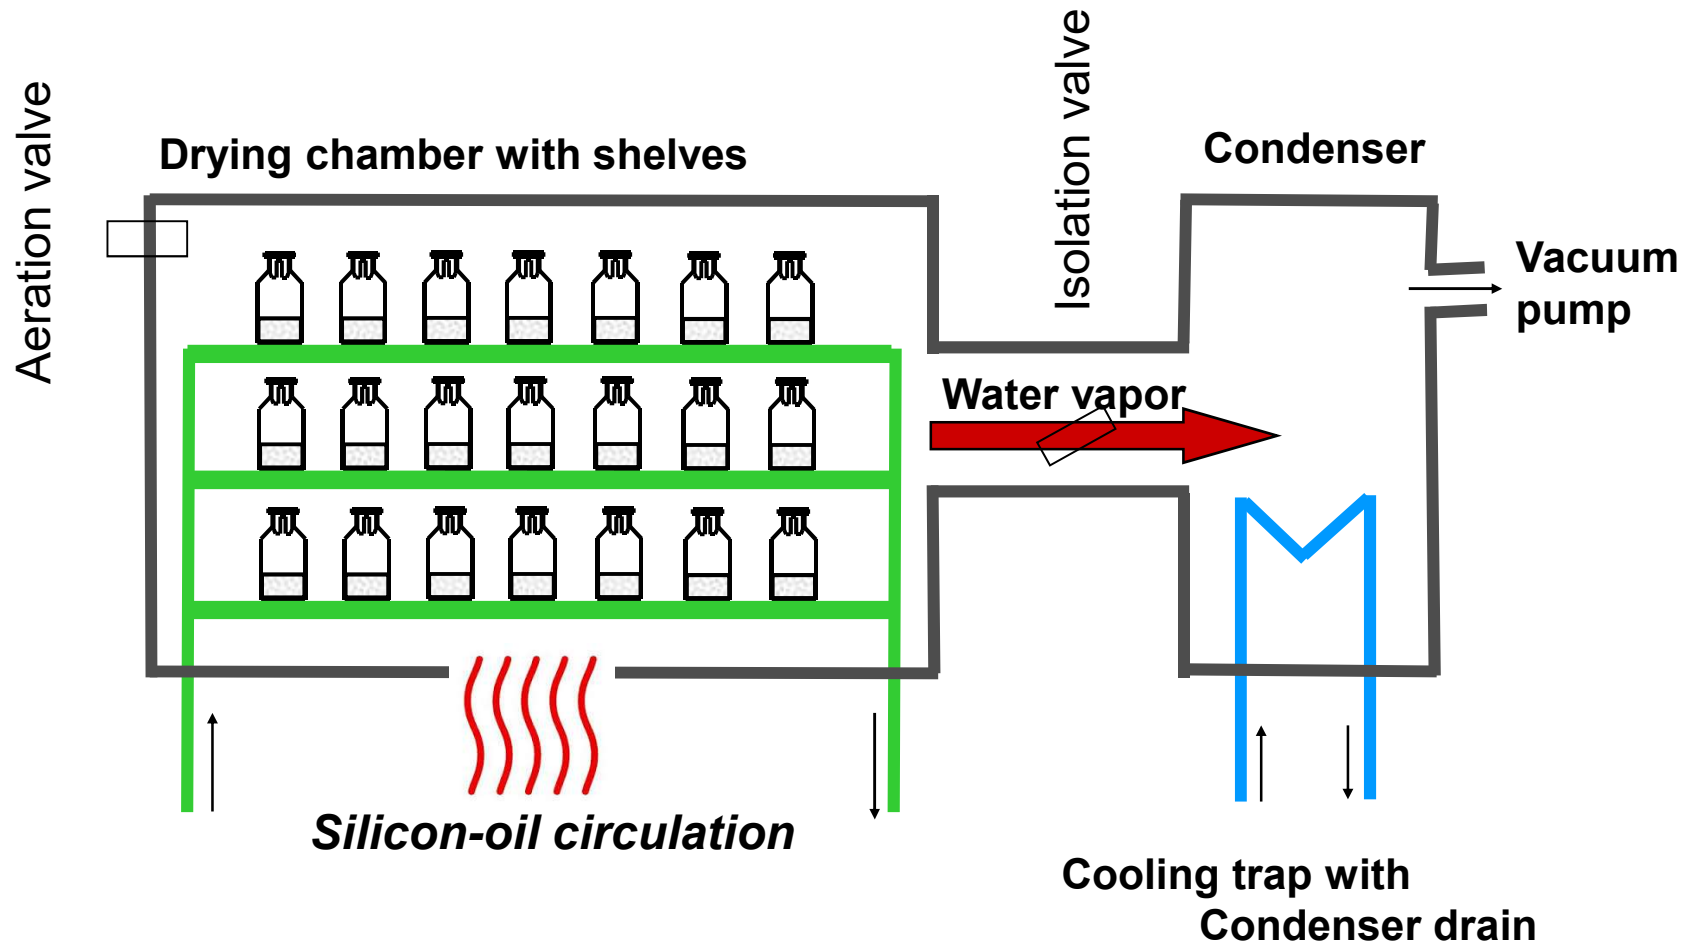 Aeration valve
Drying chamber with shelves
Isolation valve
Condenser
Vacuum
pump
Water vapor
Silicon-oil circulation
Cooling trap with
Condenser drain